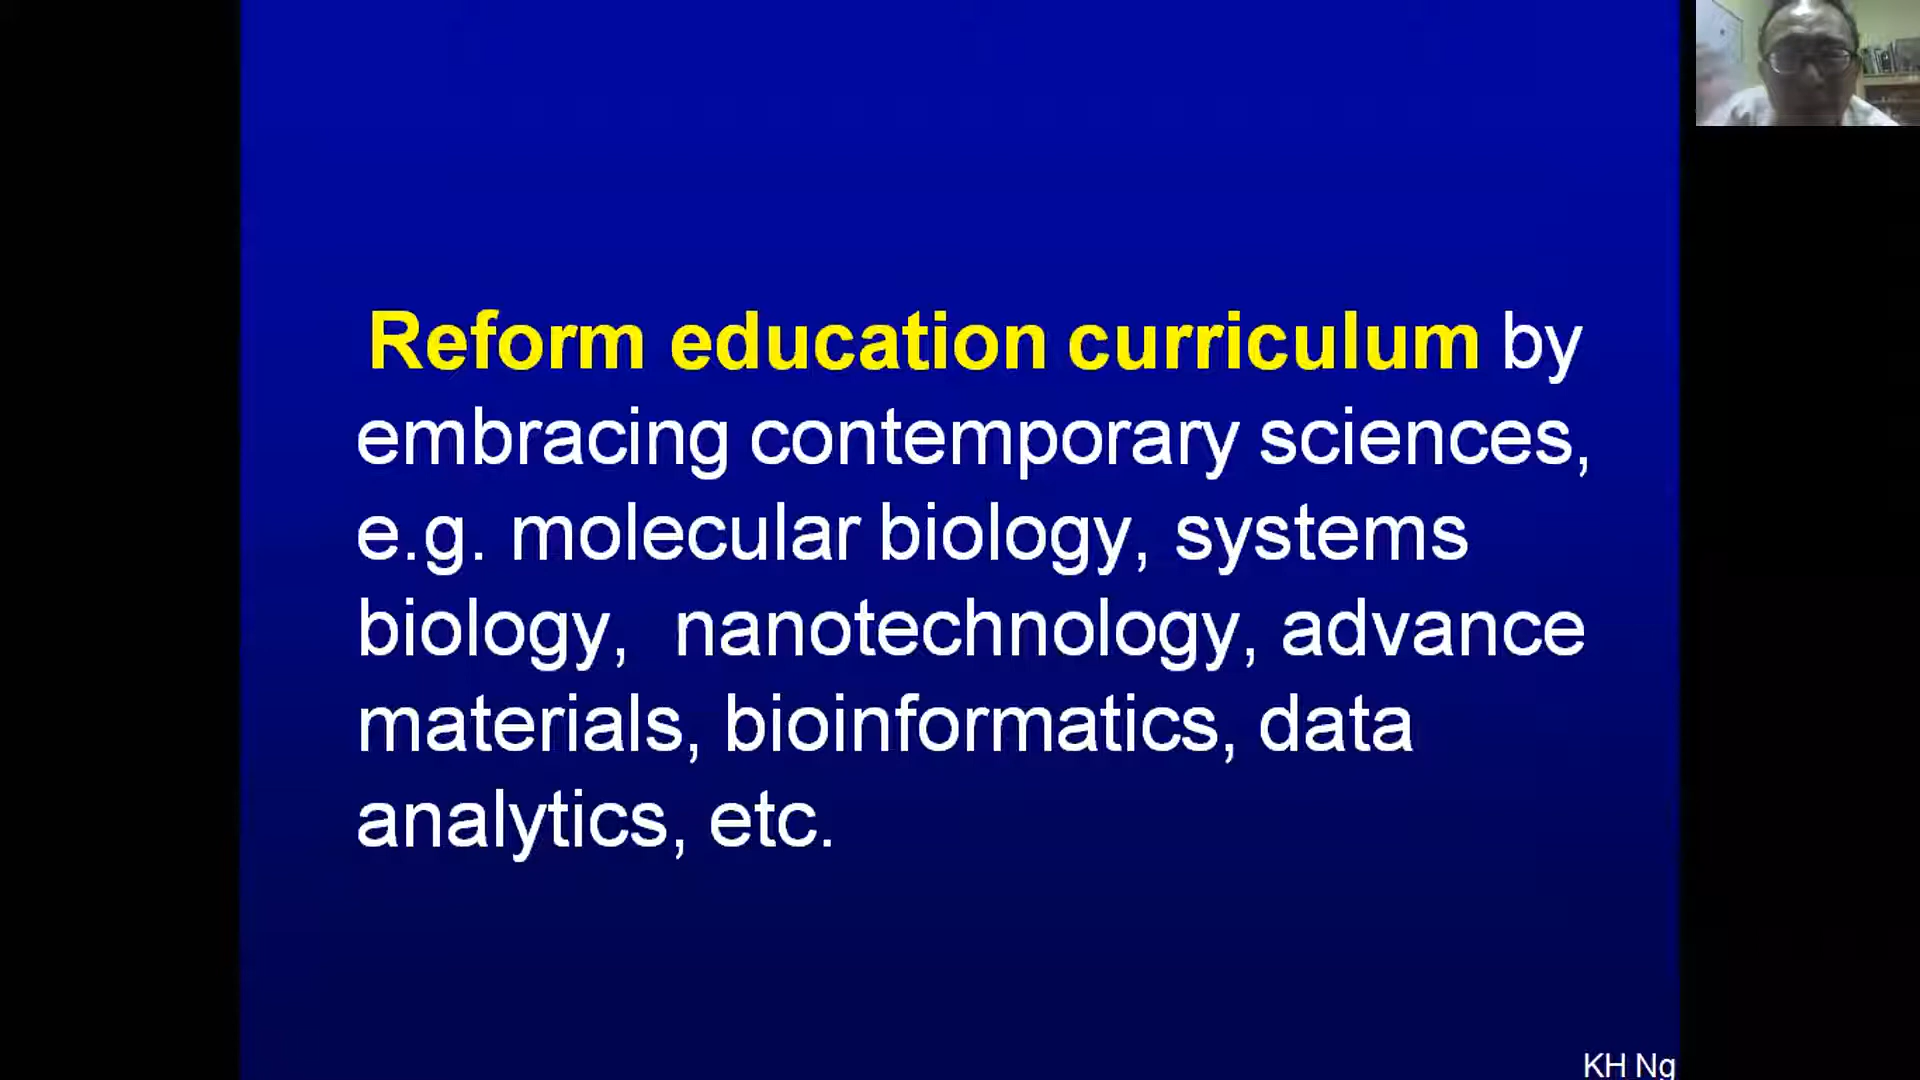 Reform education curriculum by
embracing contemporary sciences,
e.g. molecular biology, systems
biology,  nanotechnology, advance
materials, bioinformatics, data
analytics, etc.
KH Ng